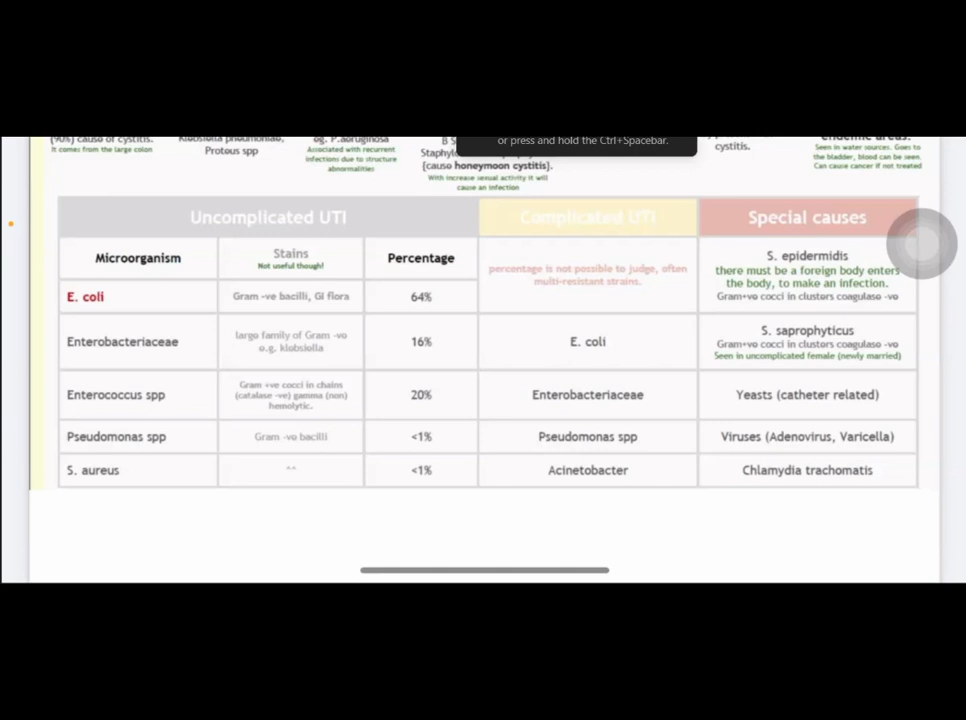 or press and hold the Ctrl+Spacebar.
(90%) cause of cystitis.
It comes from the large colon
Klebsiella pneumoniae,
Proteus spp
eg. P.aeruginosa
Associated with recurrent
infections due to structure
abnormalities
B S
Staphylo
[cause honeymoon cystitis].
With increase sexual activity it will
cause an infection
cystitis.
endemic areas.
Seen in water sources. Goes to
the bladder, blood can be seen.
Can cause cancer if not treated
Uncomplicated UTI
Complicated UTI
Special causes
Microorganism
Stains
Not useful though!
Percentage
percentage is not possible to judge, often
multi-resistant strains.
S. epidermidis
there must be a foreign body enters
the body, to make an infection.
Gram+ve cocci in clusters coagulase -ve
E. coli
Gram -ve bacilli, GI flora
64%
Enterobacteriaceae
large family of Gram -ve
e.g. klebsiella
16%
E. coli
S. saprophyticus
Gram+ve cocci in clusters coagulase -ve
Seen in uncomplicated female (newly married)
Enterococcus spp
Gram +ve cocci in chains
(catalase -ve) gamma (non)
hemolytic.
20%
Enterobacteriaceae
Yeasts (catheter related)
Pseudomonas spp
Gram -ve bacilli
<1%
Pseudomonas spp
Viruses (Adenovirus, Varicella)
S. aureus
^^
<1%
Acinetobacter
Chlamydia trachomatis